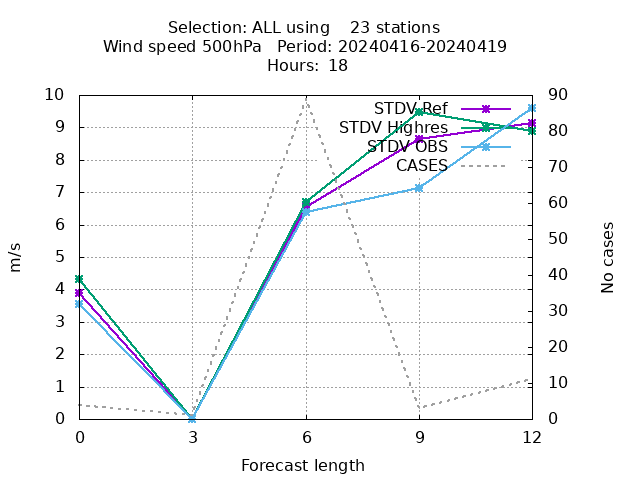 Selection: ALL using    23 stations
Wind speed 500hPa   Period: 20240416-20240419
Hours: 18
STDV Ref
STDV Highres
STDV OBS
CASES
10
9
8
7
6
5
4
3
2
1
0
90
80
70
60
50
40
30
20
10
0
m/s
No cases
0 3 6 9 12
Forecast length